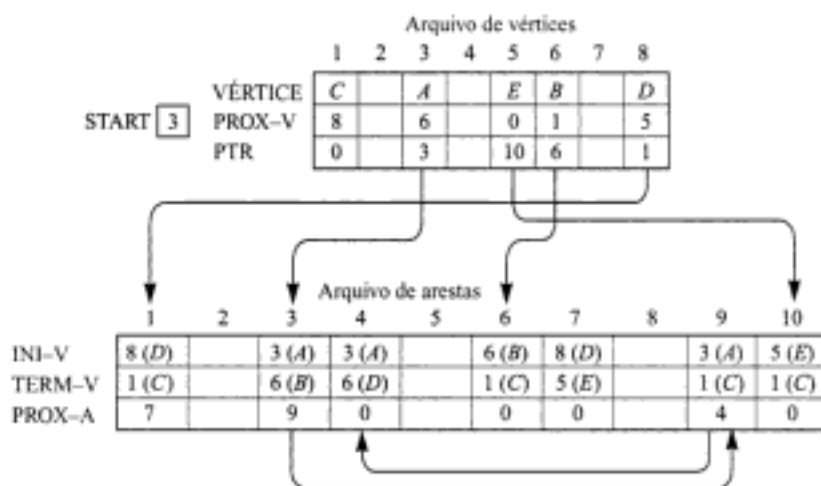 Arquivo de vértices
1 2 3 4 5 6 7 8
VÉRTICE C A E B D
START 3 PROX–V 8 6 0 1 5
PTR 0 3 10 6 1
Arquivo de arestas
1 2 3 4 5 6 7 8 9 10
INI–V 8 (D) 3 (A) 3 (A) 6 (B) 8 (D) 3 (A) 5 (E)
TERM–V 1 (C) 6 (B) 6 (D) 1 (C) 5 (E) 1 (C) 1 (C)
PROX–A 7 9 0 0 0 4 0